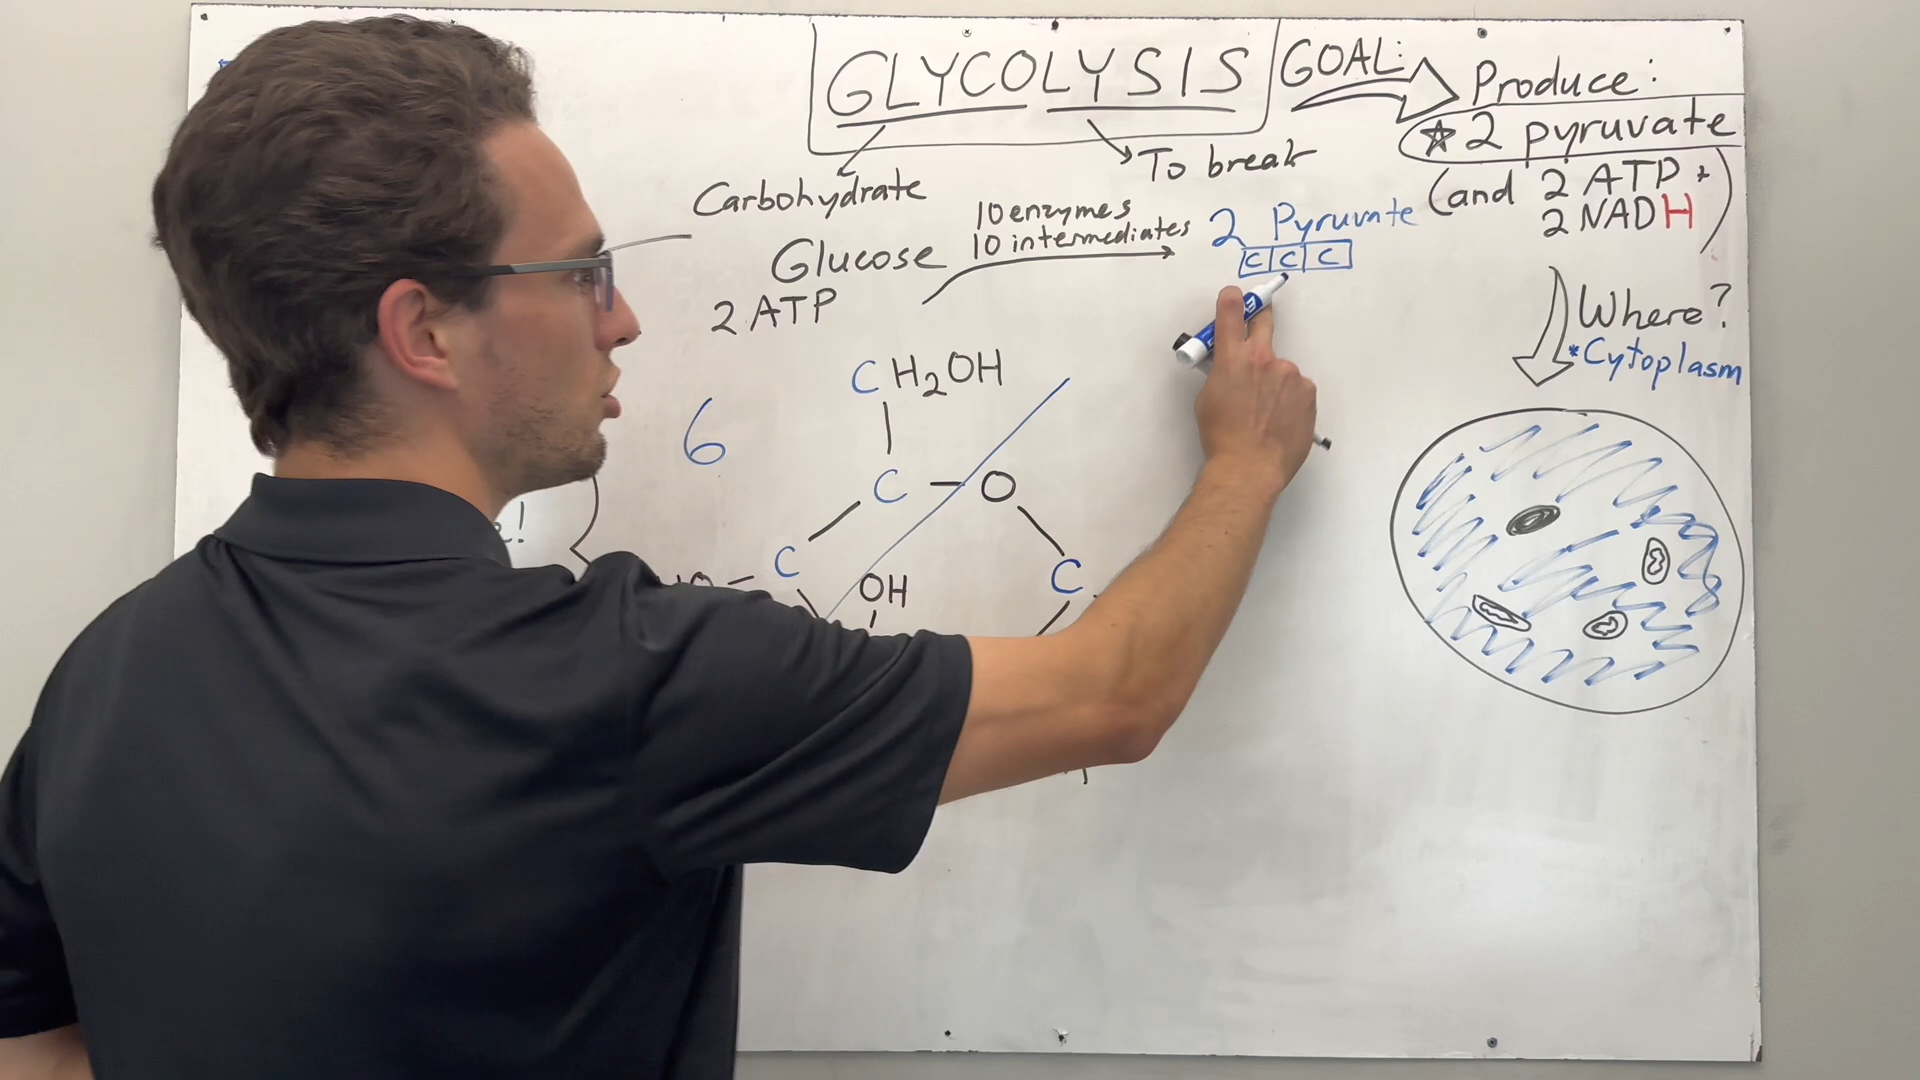 GLYCOLYSIS
GOAL:
Produce:
2 pyruvate
(and 2 ATP +
2 NADH)
To break
Carbohydrate
10 enzymes
10 intermediates
Glucose
2 ATP
2 Pyruvate
C C C
Where?
*Cytoplasm
6
CH2OH
C O
C
OH
C